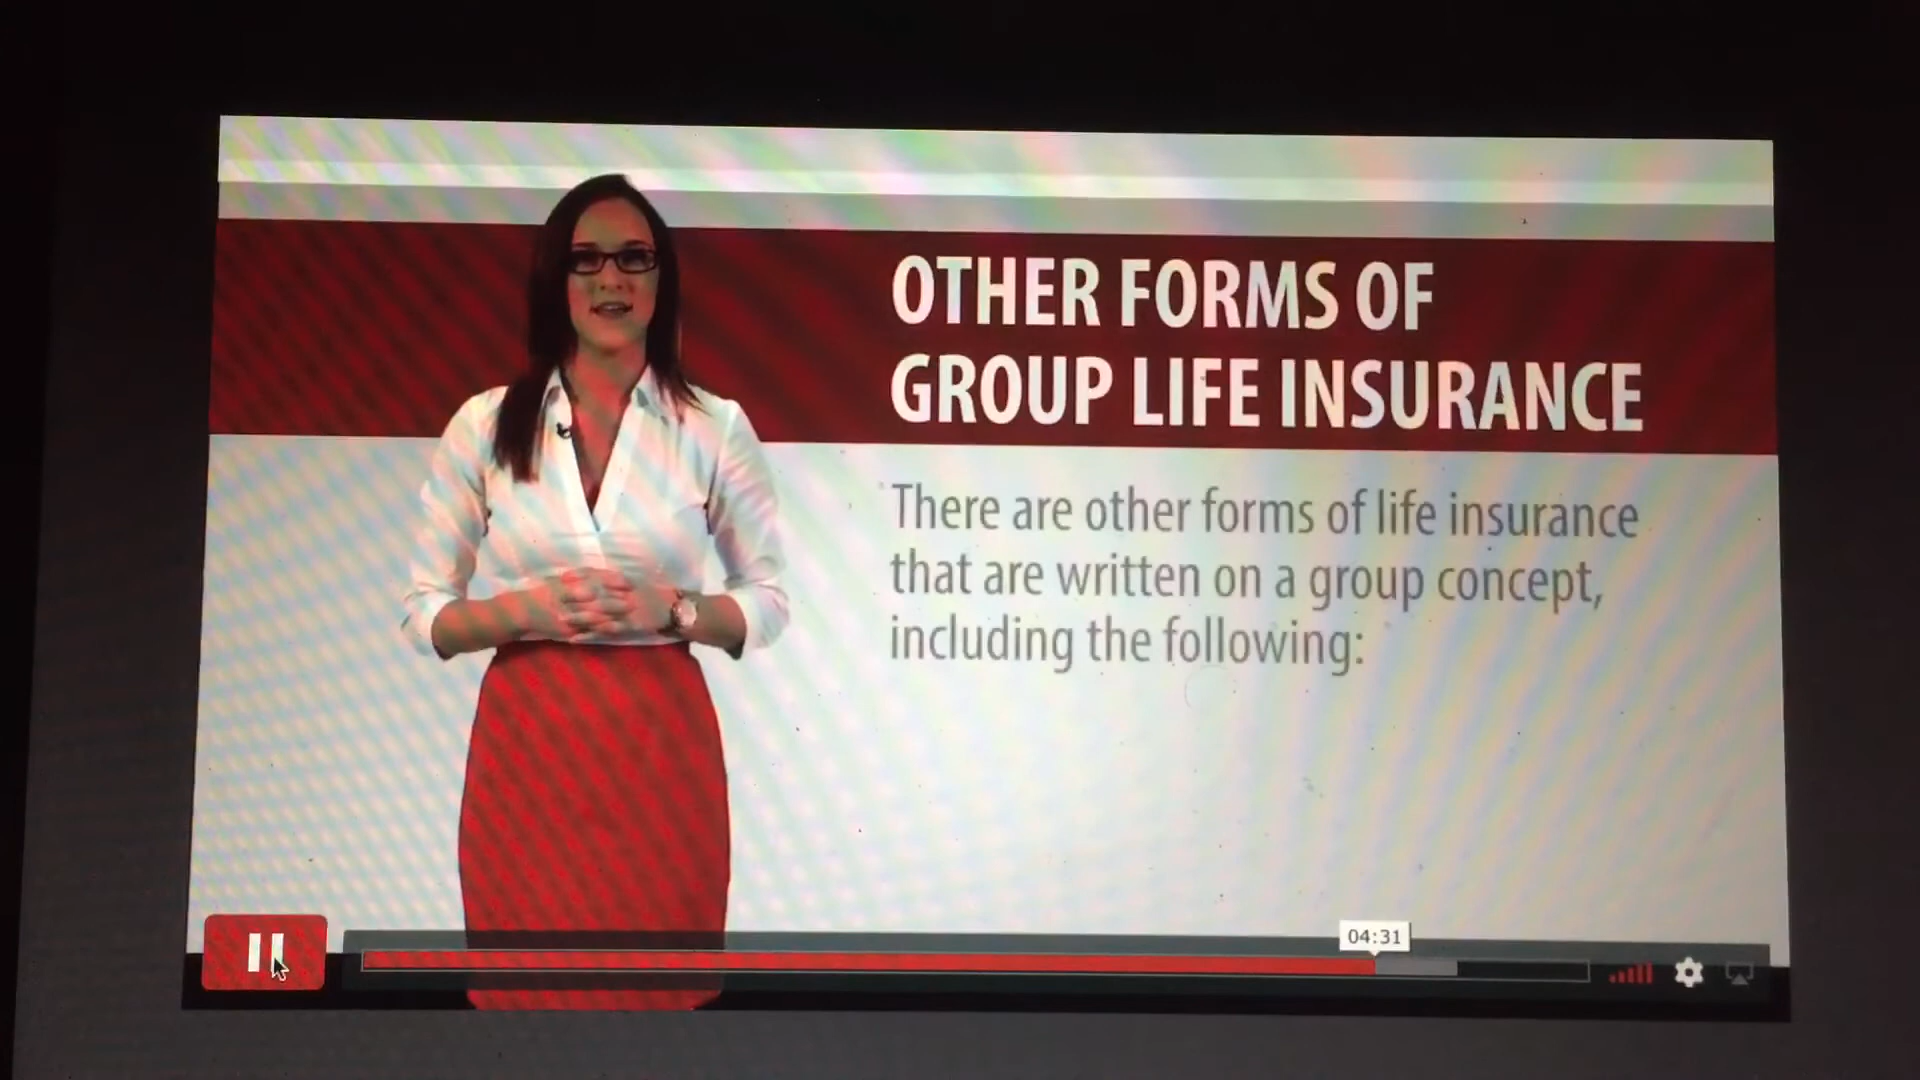 OTHER FORMS OF
GROUP LIFE INSURANCE
There are other forms of life insurance
that are written on a group concept,
including the following:
04:31